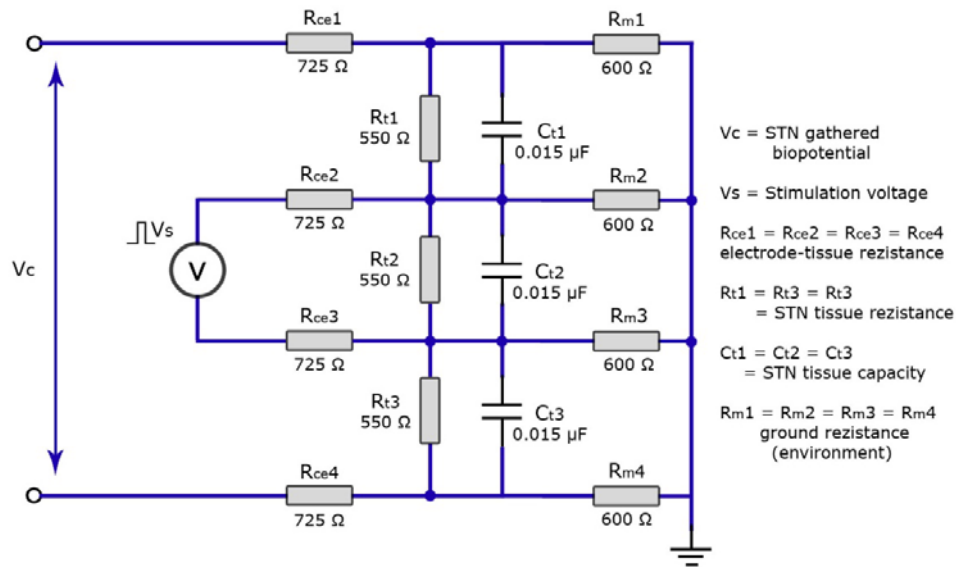 Rce1
725 Ω
Rm1
600 Ω
Rt1
550 Ω
Ct1
0.015 µF
Rce2
725 Ω
Rm2
600 Ω
Vs
V
Vc
Rt2
550 Ω
Ct2
0.015 µF
Rce3
725 Ω
Rm3
600 Ω
Rt3
550 Ω
Ct3
0.015 µF
Rce4
725 Ω
Rm4
600 Ω
Vc = STN gathered
biopotential
Vs = Stimulation voltage
Rce1 = Rce2 = Rce3 = Rce4
electrode-tissue rezistance
Rt1 = Rt3 = Rt3
= STN tissue rezistance
Ct1 = Ct2 = Ct3
= STN tissue capacity
Rm1 = Rm2 = Rm3 = Rm4
ground rezistance
(environment)